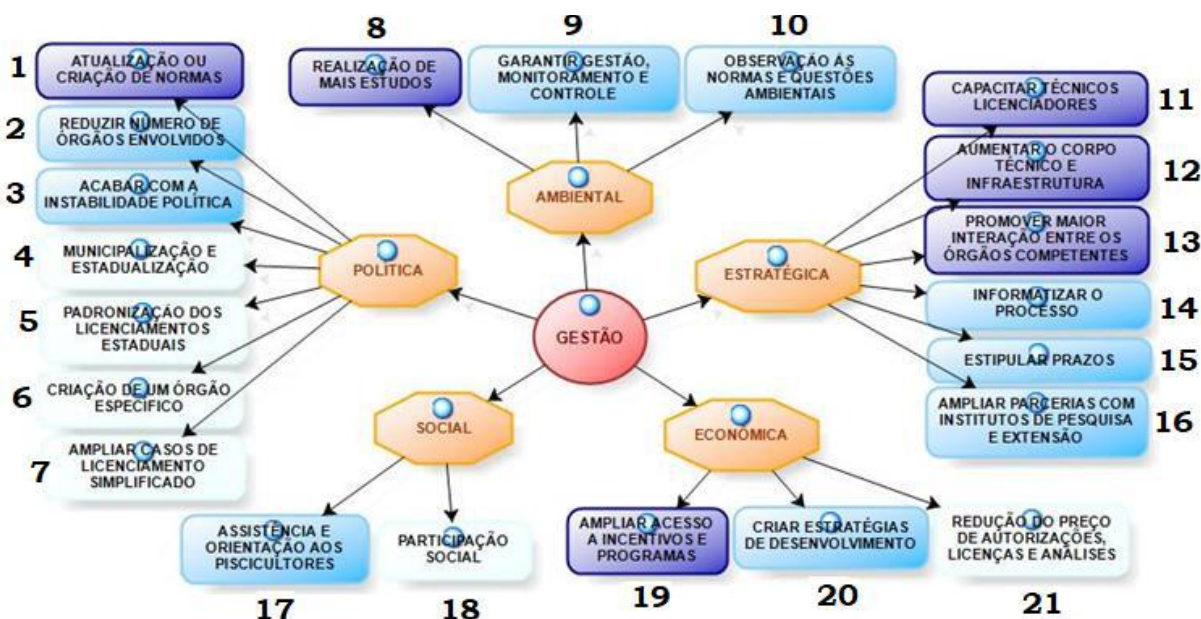 1
ATUALIZAÇÃO OU
CRIAÇÃO DE NORMAS
2
REDUZIR NÚMERO DE
ÓRGÃOS ENVOLVIDOS
3
ACABAR COM A
INSTABILIDADE POLÍTICA
4
MUNICIPALIZAÇÃO E
ESTADUALIZAÇÃO
5
PADRONIZAÇÃO DOS
LICENCIAMENTOS
ESTADUAIS
6
CRIAÇÃO DE UM ÓRGÃO
ESPECÍFICO
7
AMPLIAR CASOS DE
LICENCIAMENTO
SIMPLIFICADO
POLÍTICA
8
REALIZAÇÃO DE
MAIS ESTUDOS
9
GARANTIR GESTÃO,
MONITORAMENTO E
CONTROLE
10
OBSERVAÇÃO ÀS
NORMAS E QUESTÕES
AMBIENTAIS
AMBIENTAL
GESTÃO
ESTRATÉGICA
CAPACITAR TÉCNICOS
LICENCIADORES
11
AUMENTAR O CORPO
TÉCNICO E
INFRAESTRUTURA
12
PROMOVER MAIOR
INTERAÇÃO ENTRE OS
ÓRGÃOS COMPETENTES
13
INFORMATIZAR O
PROCESSO
14
ESTIPULAR PRAZOS
15
AMPLIAR PARCERIAS COM
INSTITUTOS DE PESQUISA
E EXTENSÃO
16
SOCIAL
ASSISTÊNCIA E
ORIENTAÇÃO AOS
PISCICULTORES
17
PARTICIPAÇÃO
SOCIAL
18
ECONÔMICA
AMPLIAR ACESSO
A INCENTIVOS E
PROGRAMAS
19
CRIAR ESTRATÉGIAS
DE DESENVOLVIMENTO
20
REDUÇÃO DO PREÇO
DE AUTORIZAÇÕES,
LICENÇAS E ANÁLISES
21